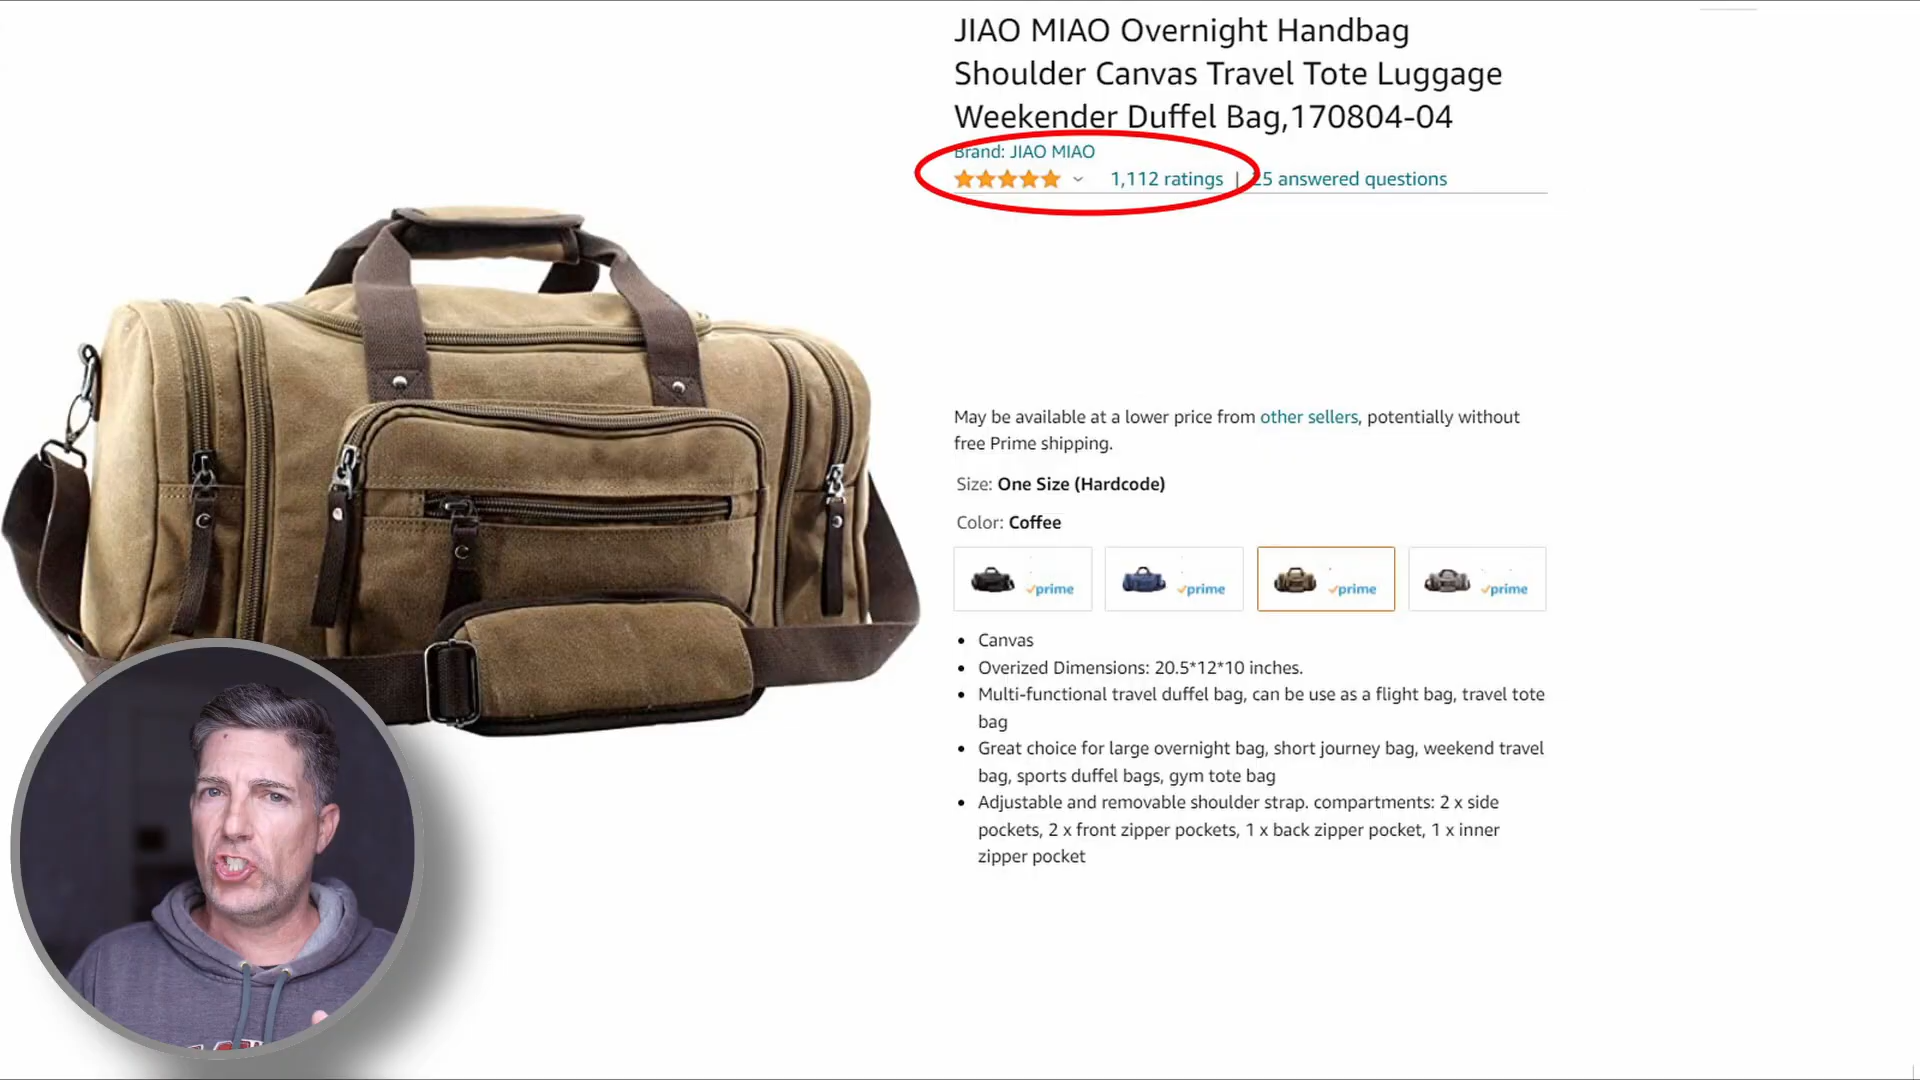 JIAO MIAO Overnight Handbag
Shoulder Canvas Travel Tote Luggage
Weekender Duffel Bag,170804-04
Brand: JIAO MIAO
1,112 ratings | 25 answered questions
May be available at a lower price from other sellers, potentially without
free Prime shipping.
Size: One Size (Hardcode)
Color: Coffee
prime prime prime prime
Canvas
Overized Dimensions: 20.5*12*10 inches.
Multi-functional travel duffel bag, can be use as a flight bag, travel tote
bag
Great choice for large overnight bag, short journey bag, weekend travel
bag, sports duffel bags, gym tote bag
Adjustable and removable shoulder strap. compartments: 2 x side
pockets, 2 x front zipper pockets, 1 x back zipper pocket, 1 x inner
zipper pocket